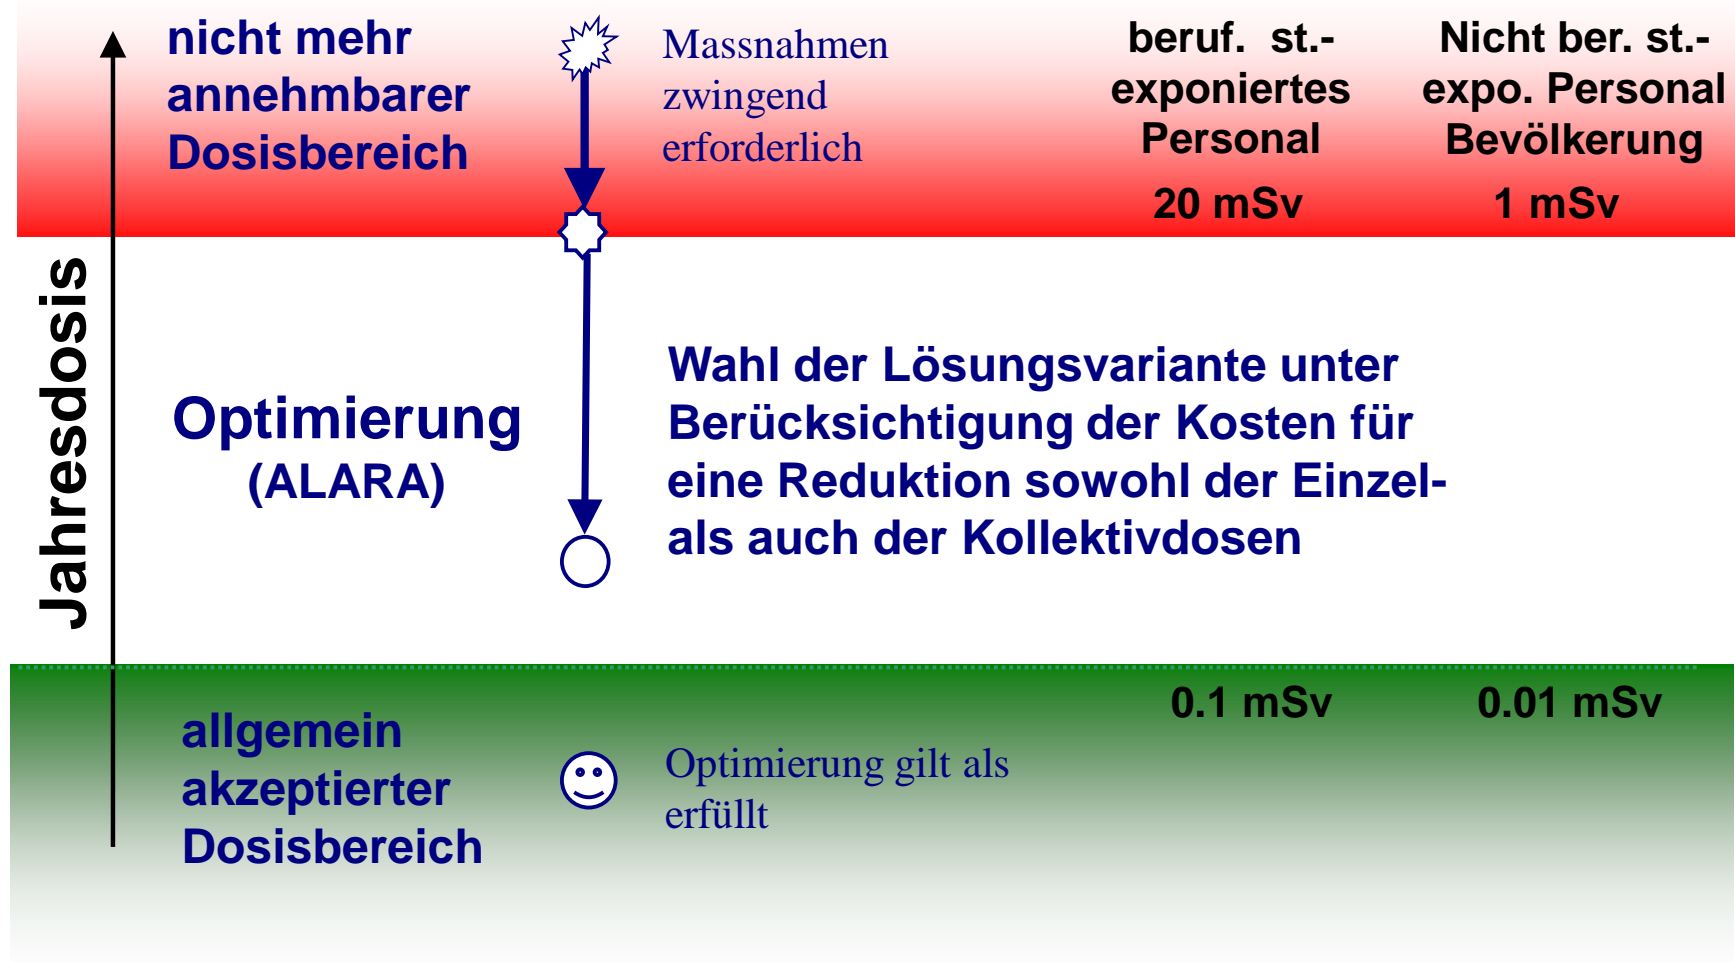 nicht mehr
annehmbarer
Dosisbereich
Massnahmen
zwingend
erforderlich
beruf. st.-
exponiertes
Personal
20 mSv
Nicht ber. st.-
expo. Personal
Bevölkerung
1 mSv
Jahresdosis
Optimierung
(ALARA)
Wahl der Lösungsvariante unter
Berücksichtigung der Kosten für
eine Reduktion sowohl der Einzel-
als auch der Kollektivdosen
0.1 mSv
0.01 mSv
allgemein
akzeptierter
Dosisbereich
Optimierung gilt als
erfüllt